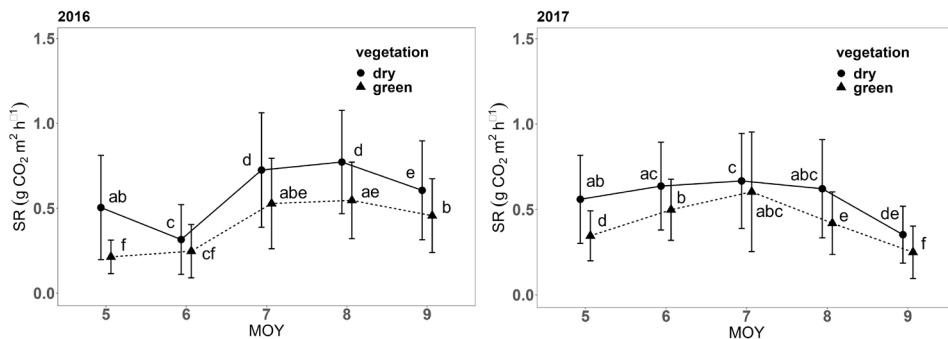 2016
1.5
1.0
0.5
0.0
SR (g CO2 m2 h□1)
vegetation
dry
green
ab
c
d
d
e
f
cf
abe
ae
b
5 6 7 8 9
MOY
2017
1.5
1.0
0.5
0.0
SR (g CO2 m2 h□1)
vegetation
dry
green
ab
ac
c
abc
de
d
b
abc
e
f
5 6 7 8 9
MOY